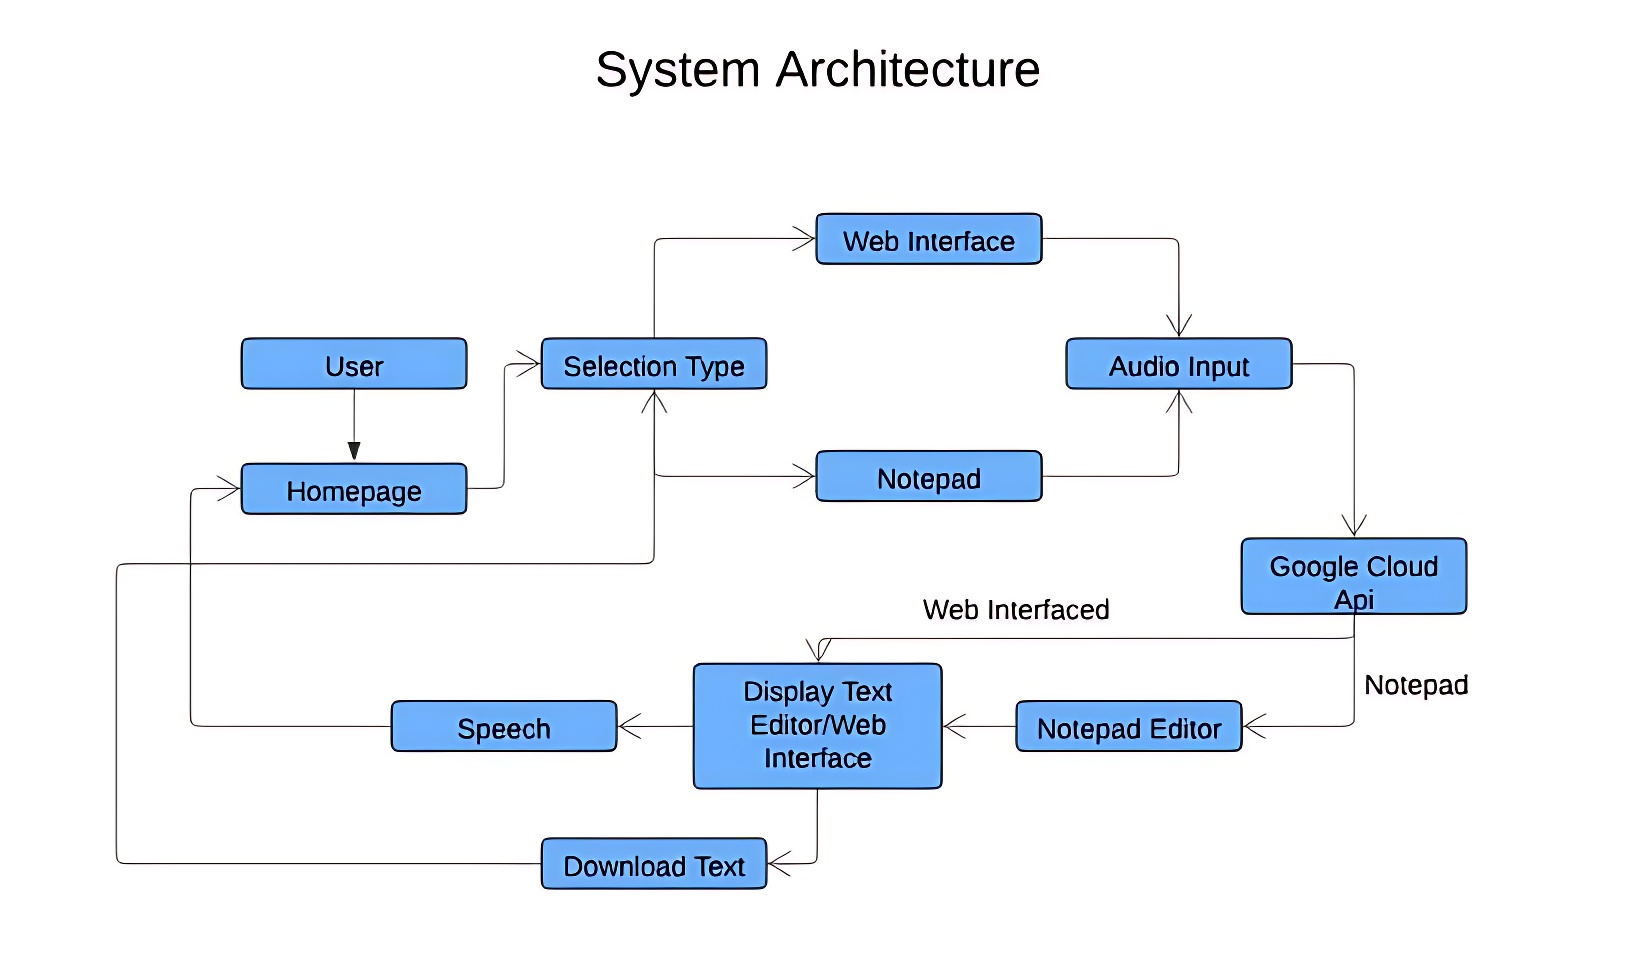 System Architecture
Web Interface
User
Selection Type
Audio Input
Homepage
Notepad
Google Cloud
Api
Web Interfaced
Notepad
Display Text
Editor/Web
Interface
Speech
Notepad Editor
Download Text